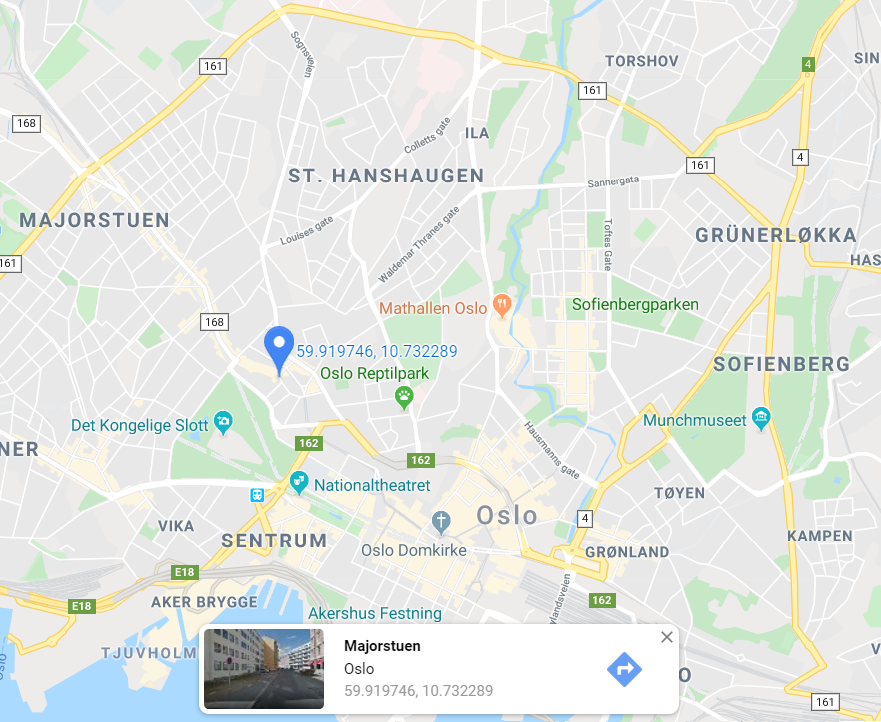 Sognsveien
TORSHOV
SIN
161
4
161
168
Colletts gate
ILA
4
161
ST. HANSHAUGEN
Sannergata
MAJORSTUEN
Louises gate
Waldemar Thranes gate
Toftes Gate
GRÜNERLØKKA
161
HAS
Mathallen Oslo
Sofienbergparken
168
59.919746, 10.732289
Oslo Reptilpark
SOFIENBERG
Det Kongelige Slott
Munchmuseet
NER
162
162
Hausmanns gate
Nationaltheatret
TØYEN
VIKA
Oslo
4
SENTRUM
Oslo Domkirke
GRØNLAND
KAMPEN
E18
E18
AKER BRYGGE
162
Akershus Festning
ylandsveien
TJUVHOLM
Majorstuen
Oslo
59.919746, 10.732289
O
V
Oslo
161